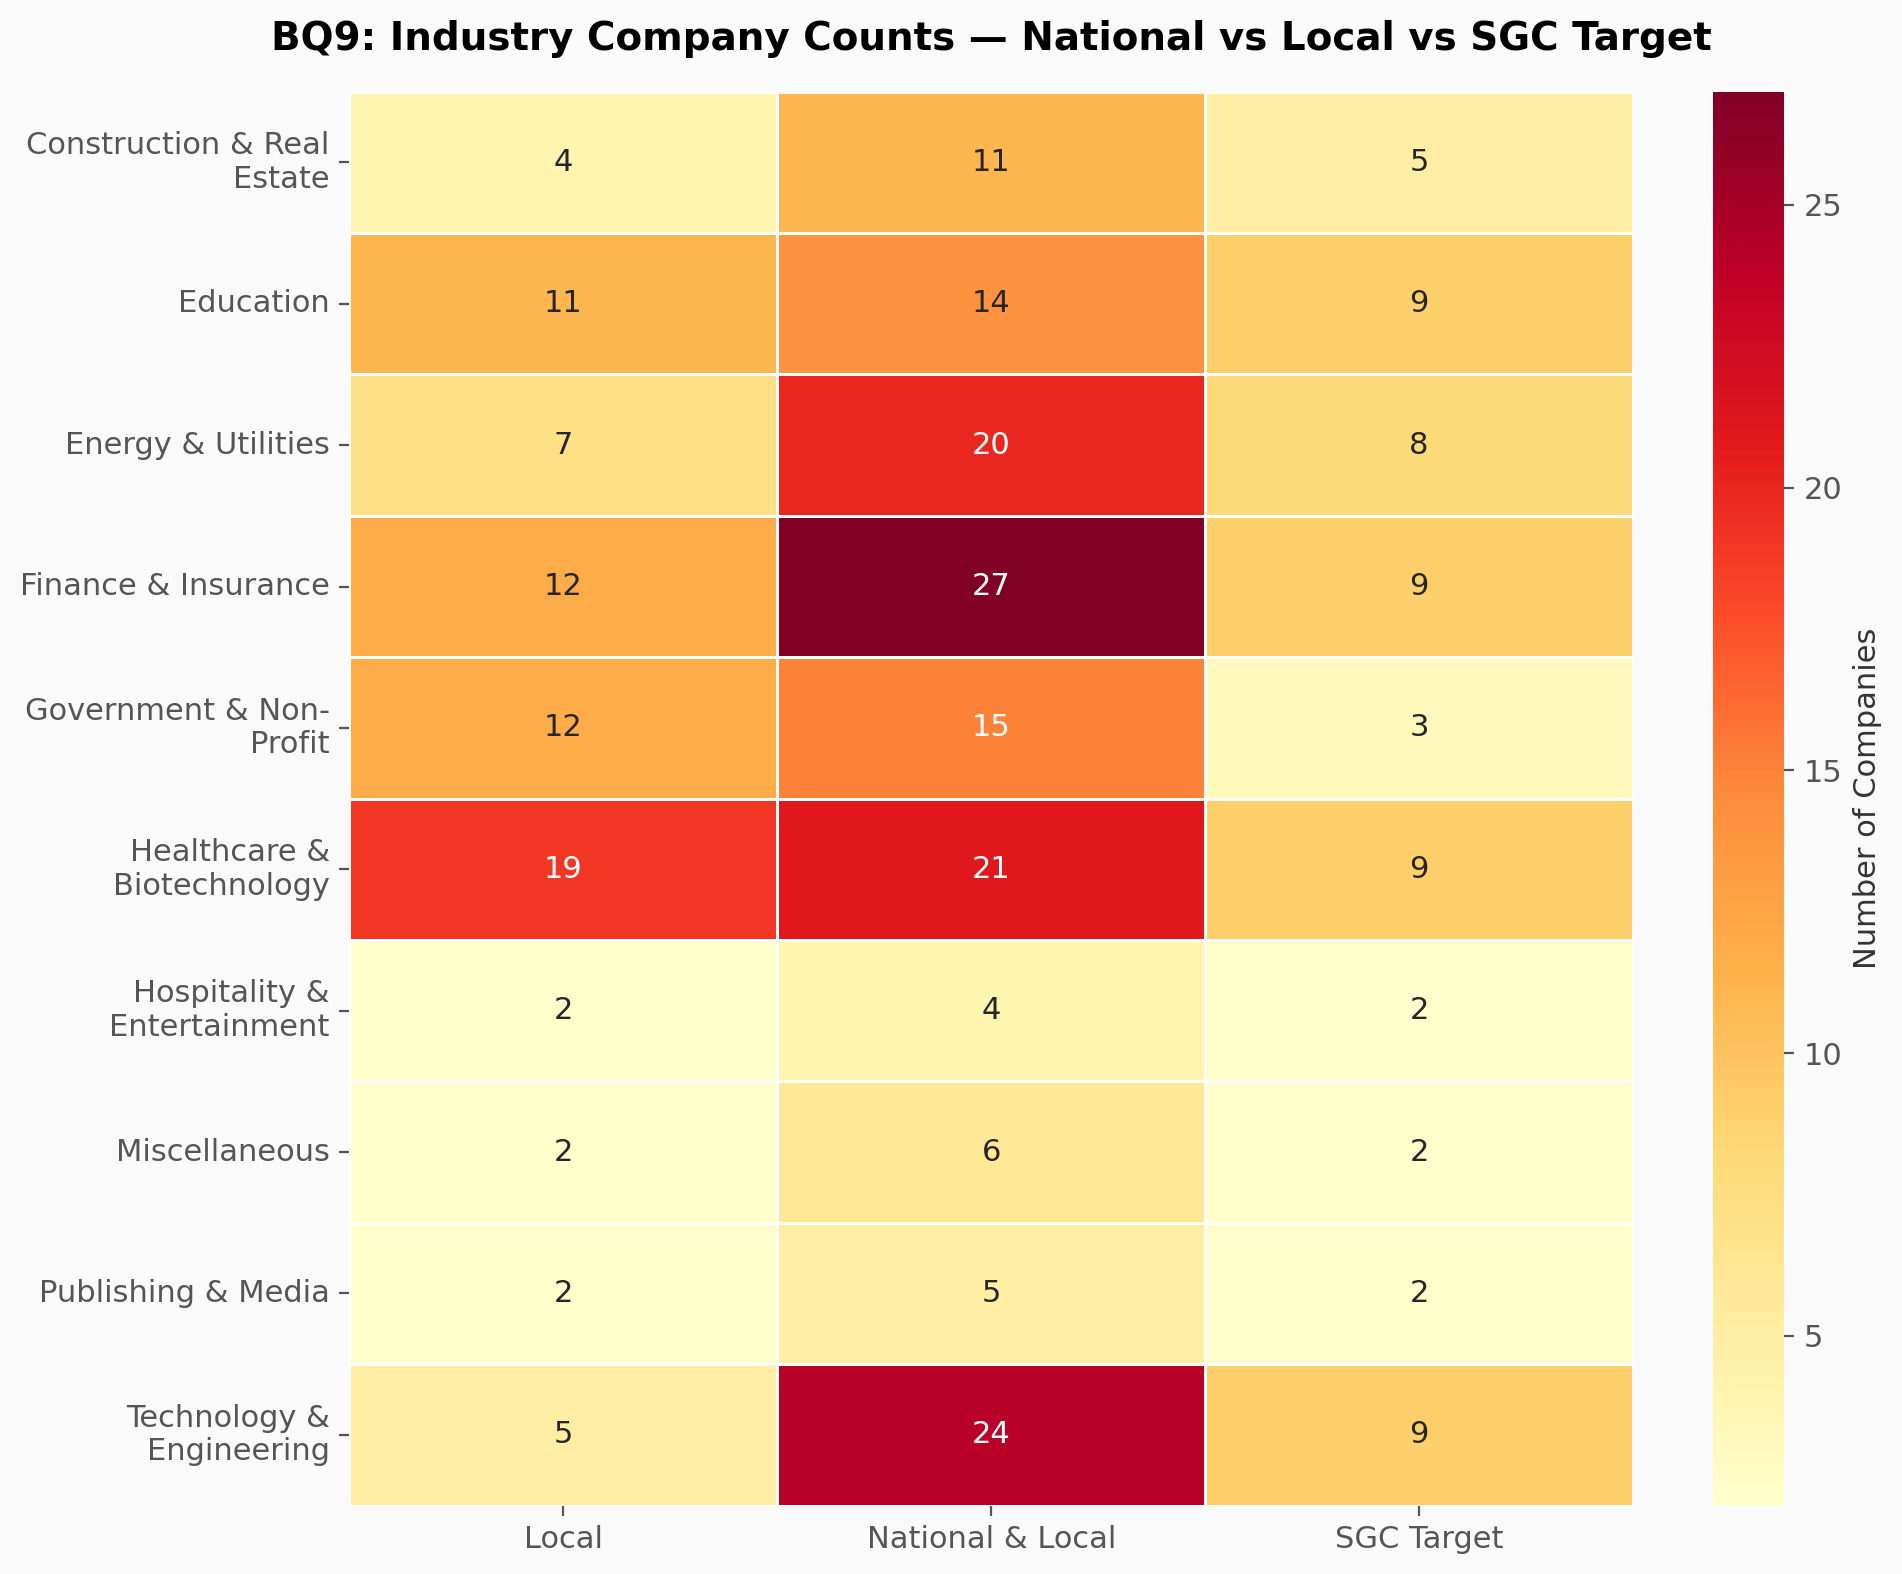 BQ9: Industry Company Counts — National vs Local vs SGC Target
Construction & Real
Estate
4
11
5
Education
11
14
9
Energy & Utilities
7
20
8
Finance & Insurance
12
27
9
Government & Non-
Profit
12
15
3
Healthcare &
Biotechnology
19
21
9
Hospitality &
Entertainment
2
4
2
Miscellaneous
2
6
2
Publishing & Media
2
5
2
Technology &
Engineering
5
24
9
Local
National & Local
SGC Target
25
20
15
10
5
Number of Companies